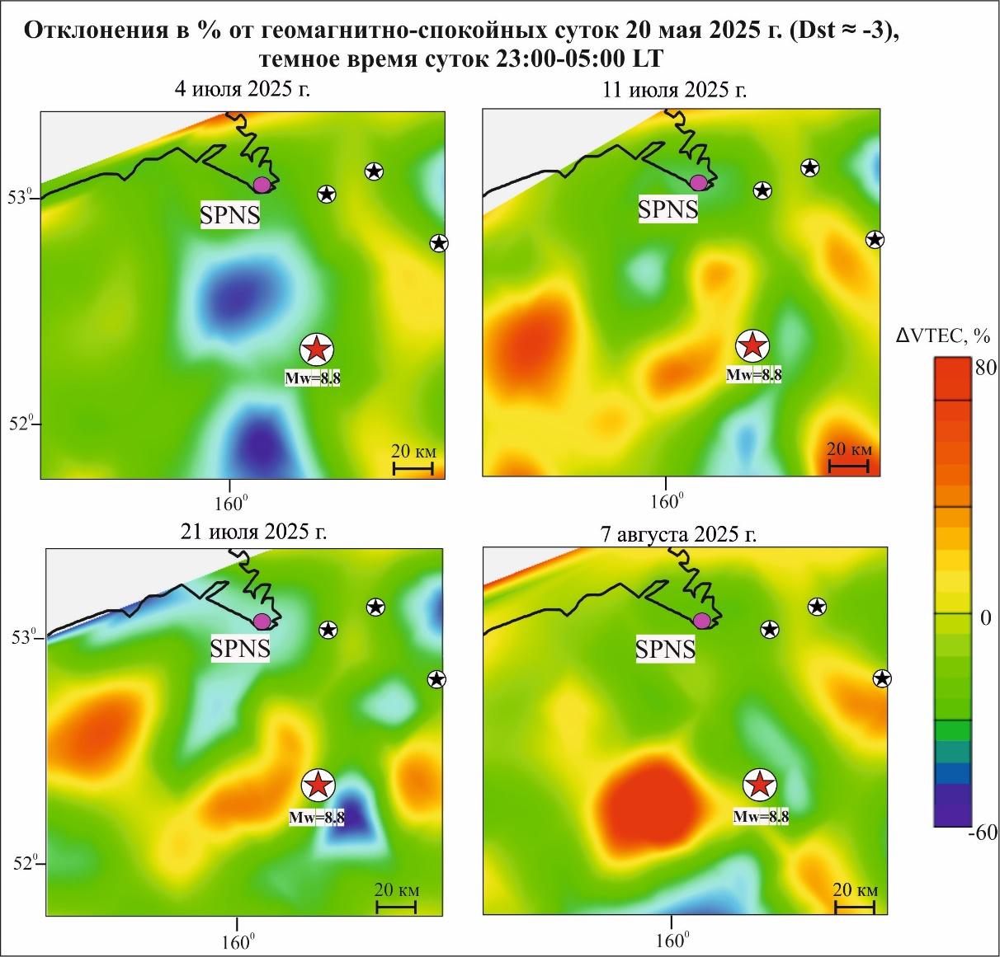 Отклонения в % от геомагнитно-спокойных суток 20 мая 2025 г. (Dst ≈ -3),
темное время суток 23:00-05:00 LT
4 июля 2025 г.
11 июля 2025 г.
53⁰
SPNS
Mw=8.8
52⁰
20 км
160⁰
SPNS
Mw=8.8
20 км
160⁰
ΔVTEC, %
80
0
-60
21 июля 2025 г.
7 августа 2025 г.
53⁰
SPNS
Mw=8.8
52⁰
20 км
160⁰
SPNS
Mw=8.8
20 км
160⁰